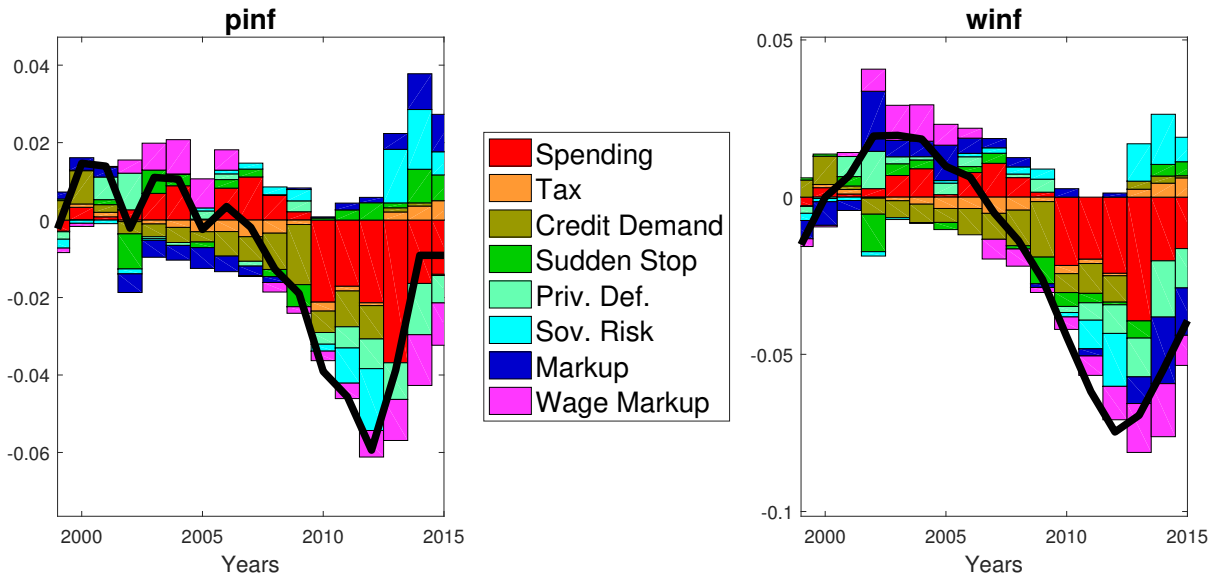 pinf
0.04
0.02
0
-0.02
-0.04
-0.06
2000 2005 2010 2015
Years
Spending
Tax
Credit Demand
Sudden Stop
Priv. Def.
Sov. Risk
Markup
Wage Markup
winf
0.05
0
-0.05
-0.1
2000 2005 2010 2015
Years